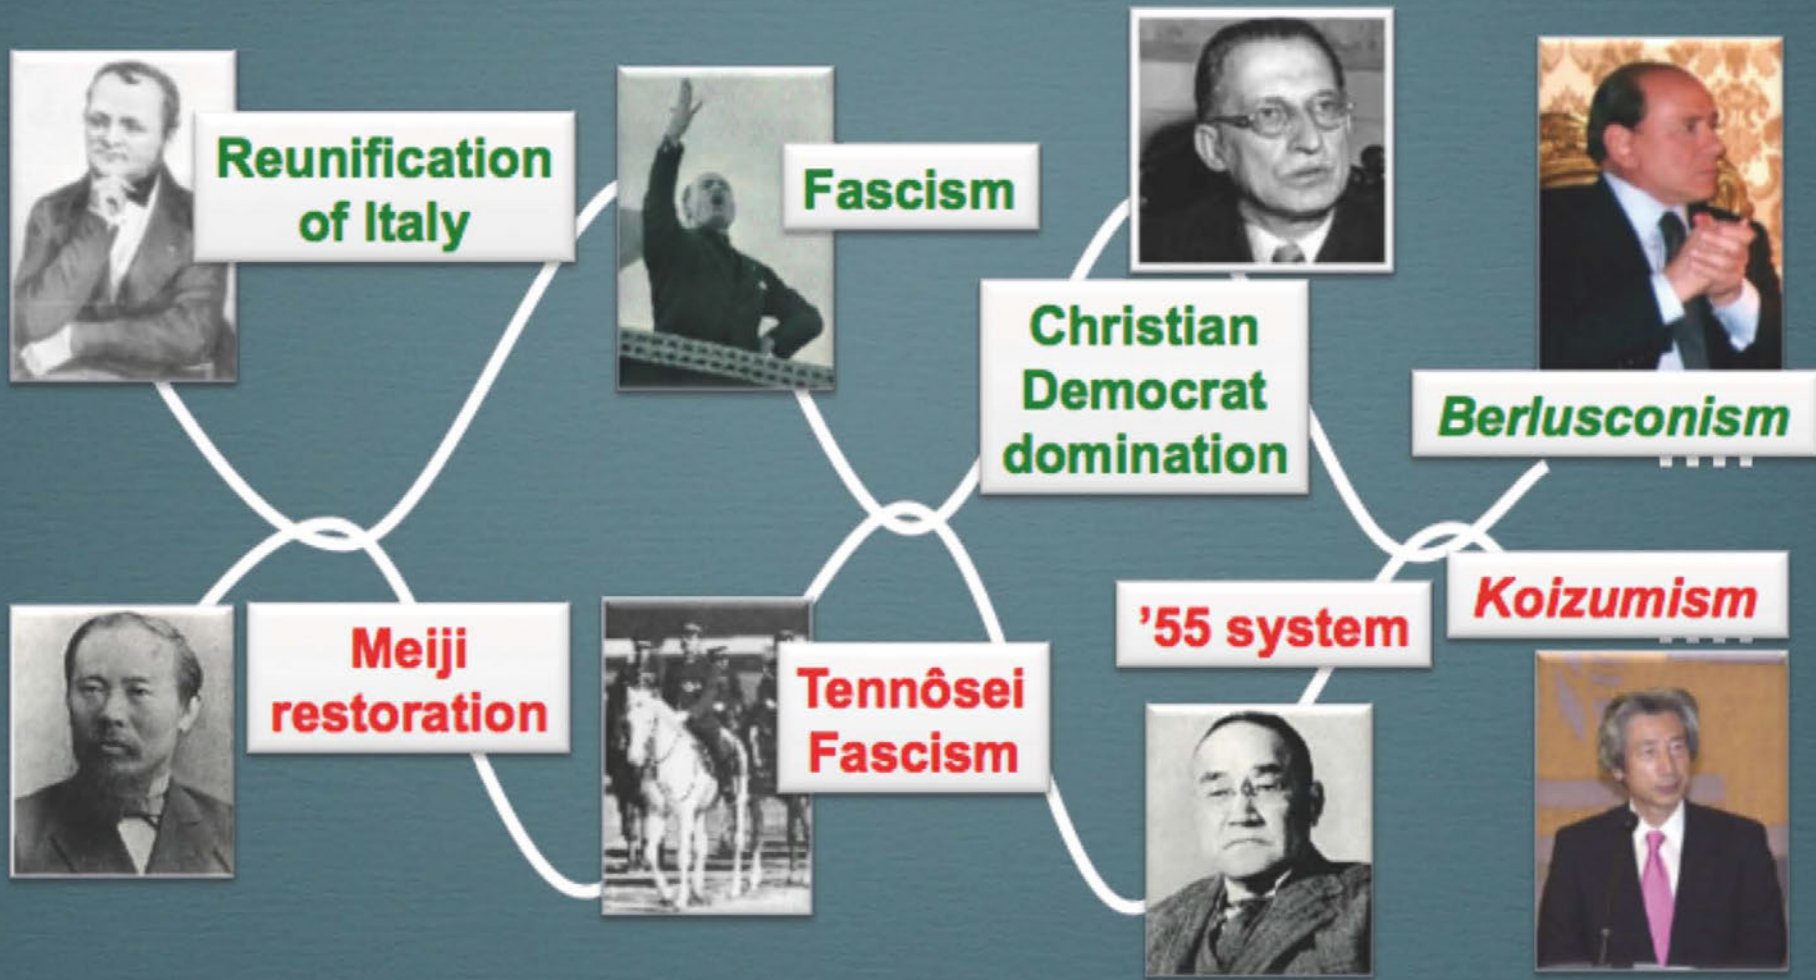 Reunification
of Italy
Fascism
Christian
Democrat
domination
Berlusconism
Meiji
restoration
Tennôsei
Fascism
’55 system
Koizumism